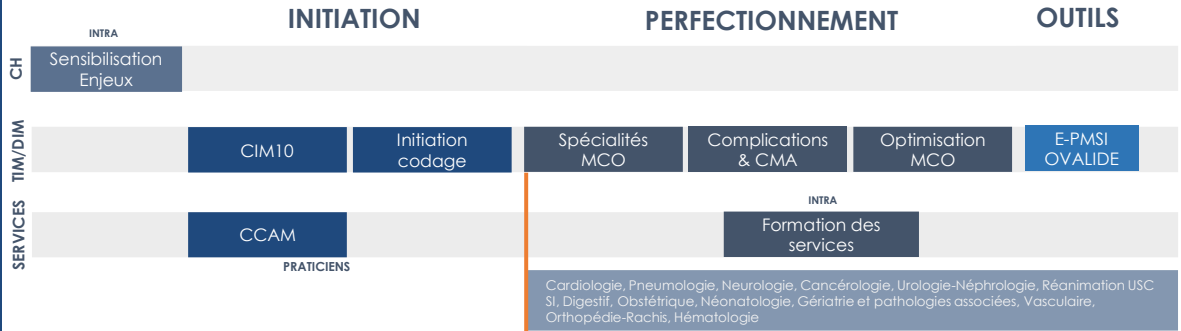 INITIATION
PERFECTIONNEMENT
OUTILS
INTRA
CH
Sensibilisation
Enjeux
TIM/DIM
CIM10
Initiation
codage
Spécialités
MCO
Complications
& CMA
Optimisation
MCO
E-PMSI
OVALIDE
SERVICES
CCAM
PRATICIENS
INTRA
Formation des
services
Cardiologie, Pneumologie, Neurologie, Cancérologie, Urologie-Néphrologie, Réanimation USC
SI, Digestif, Obstétrique, Néonatologie, Gériatrie et pathologies associées, Vasculaire,
Orthopédie-Rachis, Hématologie